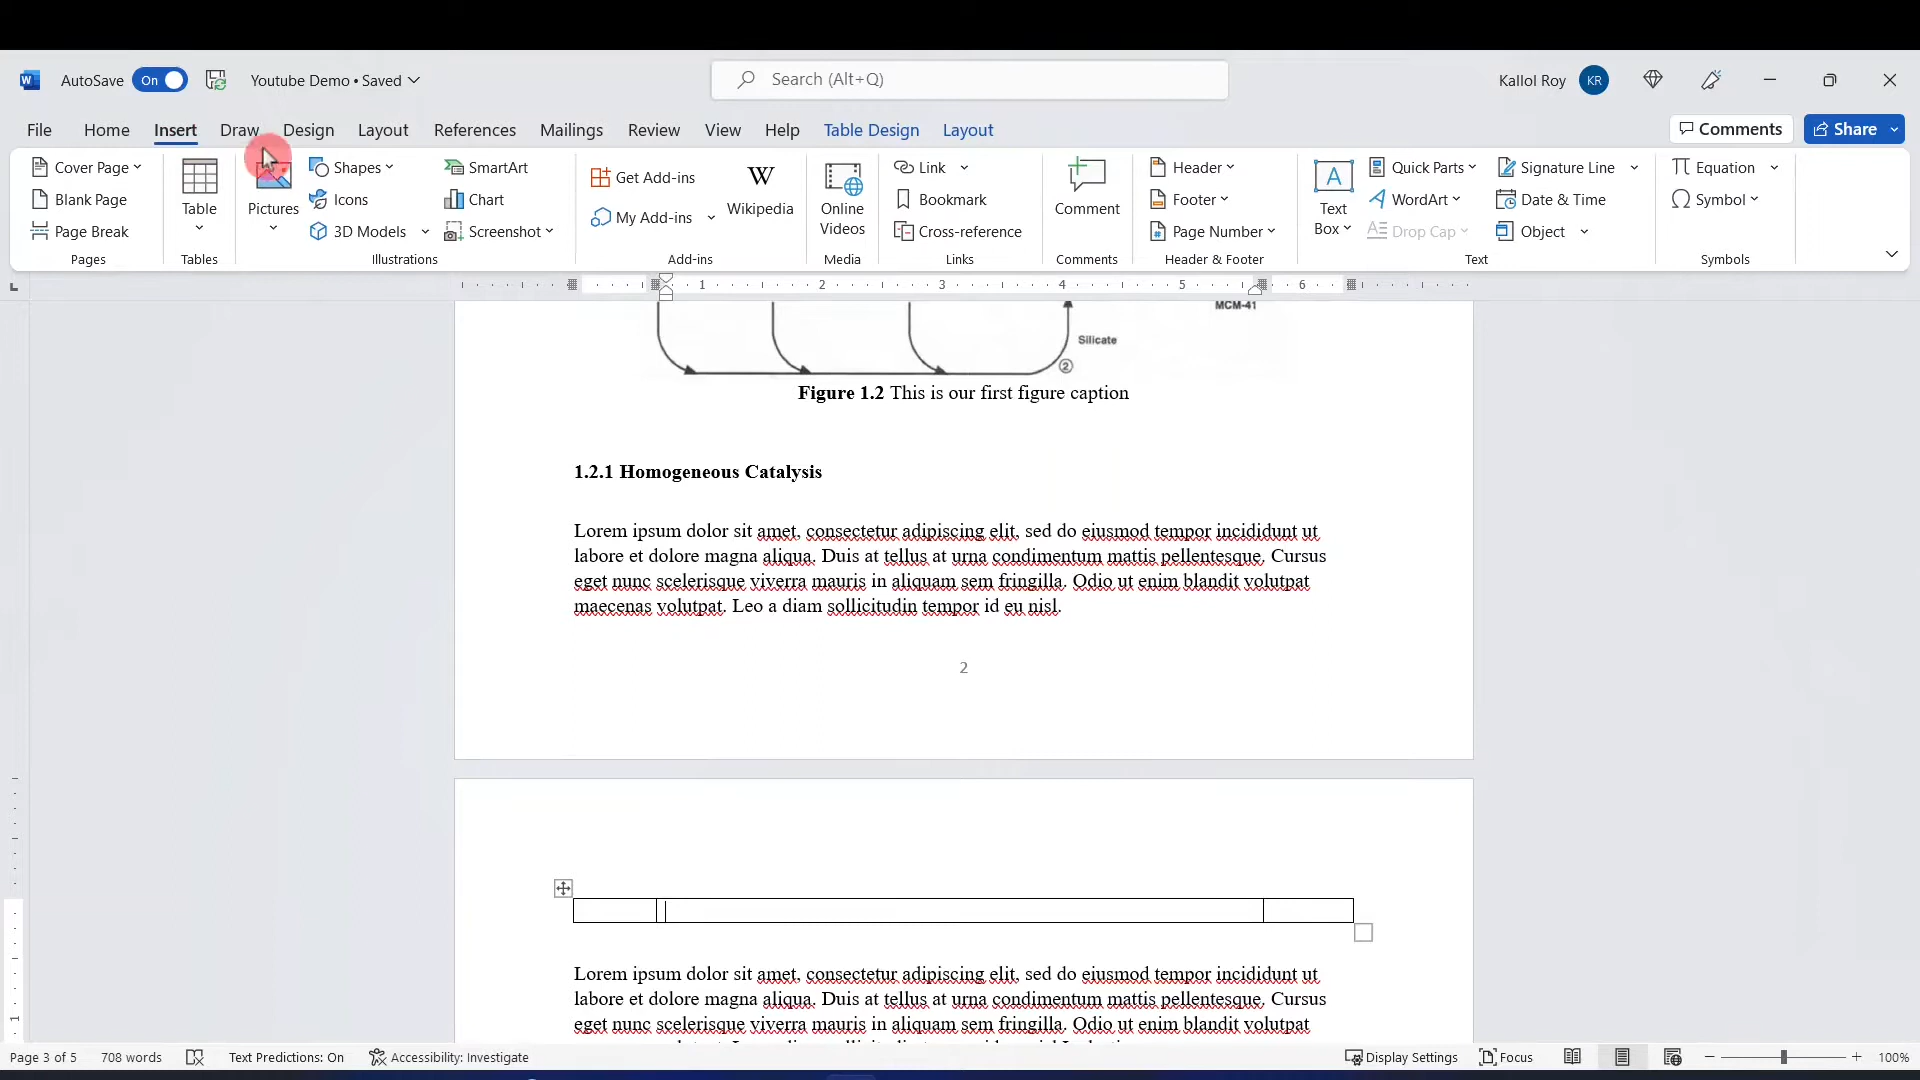 AutoSave On Youtube Demo • Saved Search (Alt+Q) Kallol Roy KR
File Home Insert Draw Design Layout References Mailings Review View Help Table Design Layout Comments Share
Cover Page
Blank Page
Page Break
Pages
Table
Tables
Pictures
Shapes
Icons
3D Models
SmartArt
Chart
Screenshot
Illustrations
Get Add-ins
My Add-ins
W
Wikipedia
Add-ins
Online
Videos
Media
Link
Bookmark
Cross-reference
Links
Comment
Comments
Header
Footer
Page Number
Header & Footer
Text
Box
Quick Parts
WordArt
Drop Cap
Signature Line
Date & Time
Object
Text
Equation
Symbol
Symbols
1 2 3 4 5 6
MCM-41
Silicate
2
Figure 1.2 This is our first figure caption
1.2.1 Homogeneous Catalysis
Lorem ipsum dolor sit amet, consectetur adipiscing elit, sed do eiusmod tempor incididunt ut
labore et dolore magna aliqua. Duis at tellus at urna condimentum mattis pellentesque. Cursus
eget nunc scelerisque viverra mauris in aliquam sem fringilla. Odio ut enim blandit volutpat
maecenas volutpat. Leo a diam sollicitudin tempor id eu nisl.
2
Lorem ipsum dolor sit amet, consectetur adipiscing elit, sed do eiusmod tempor incididunt ut
labore et dolore magna aliqua. Duis at tellus at urna condimentum mattis pellentesque. Cursus
eget nunc scelerisque viverra mauris in aliquam sem fringilla. Odio ut enim blandit volutpat
1
Page 3 of 5 708 words Text Predictions: On Accessibility: Investigate Display Settings Focus 100%